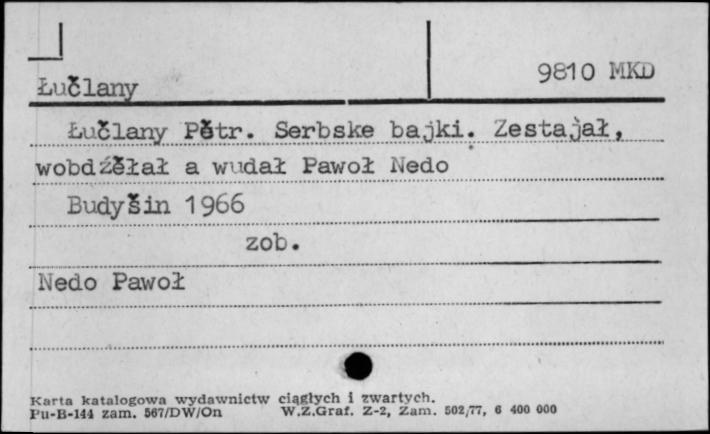 9810 MKD
Łučlany
Łučlany Pětr. Serbske bajki. Zestajał,
wobdźěłał a wudał Pawoł Nedo
Budyšin 1966
zob.
Nedo Pawoł
Karta katalogowa wydawnictw ciągłych i zwartych.
Pu-B-144 zam. 567/DW/On W.Z.Graf. Z-2, Zam. 502/77, 6 400 000